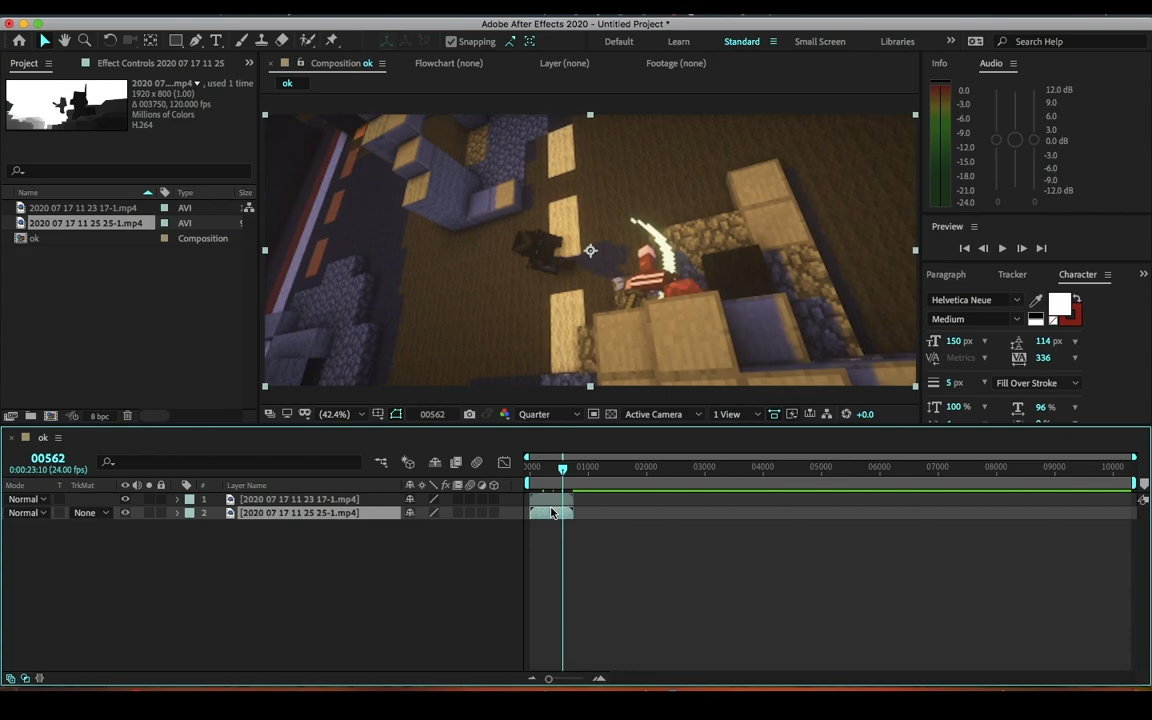 Adobe After Effects 2020 - Untitled Project *
Snapping
Default
Learn
Standard
Small Screen
Libraries
Search Help
Project
Effect Controls 2020 07 17 11 25
Composition ok
Flowchart (none)
Layer (none)
Footage (none)
Info
Audio
2020 07....mp4, used 1 time
1920 x 800 (1.00)
Δ 003750, 120.000 fps
Millions of Colors
H.264
ok
0.0
-3.0
-6.0
-9.0
-12.0
-15.0
-18.0
-21.0
-24.0
12.0 dB
9.0
6.0
3.0
0.0 dB
-3.0
-6.0
-9.0
-12.0 dB
0
0
Name
Type
Size
2020 07 17 11 23 17-1.mp4
AVI
2020 07 17 11 25 25-1.mp4
AVI
ok
Composition
Preview
Paragraph
Tracker
Character
Helvetica Neue
Medium
150 px
114 px
Metrics
336
5 px
Fill Over Stroke
100 %
96 %
8 bpc
(42.4%)
00562
Quarter
Active Camera
1 View
+0.0
ok
00562
0:00:23:10 (24.00 fps)
01000
02000
03000
04000
05000
06000
07000
08000
09000
10000
Mode
T
TrkMat
#
Layer Name
Normal
1
[2020 07 17 11 23 17-1.mp4]
Normal
None
2
[2020 07 17 11 25 25-1.mp4]